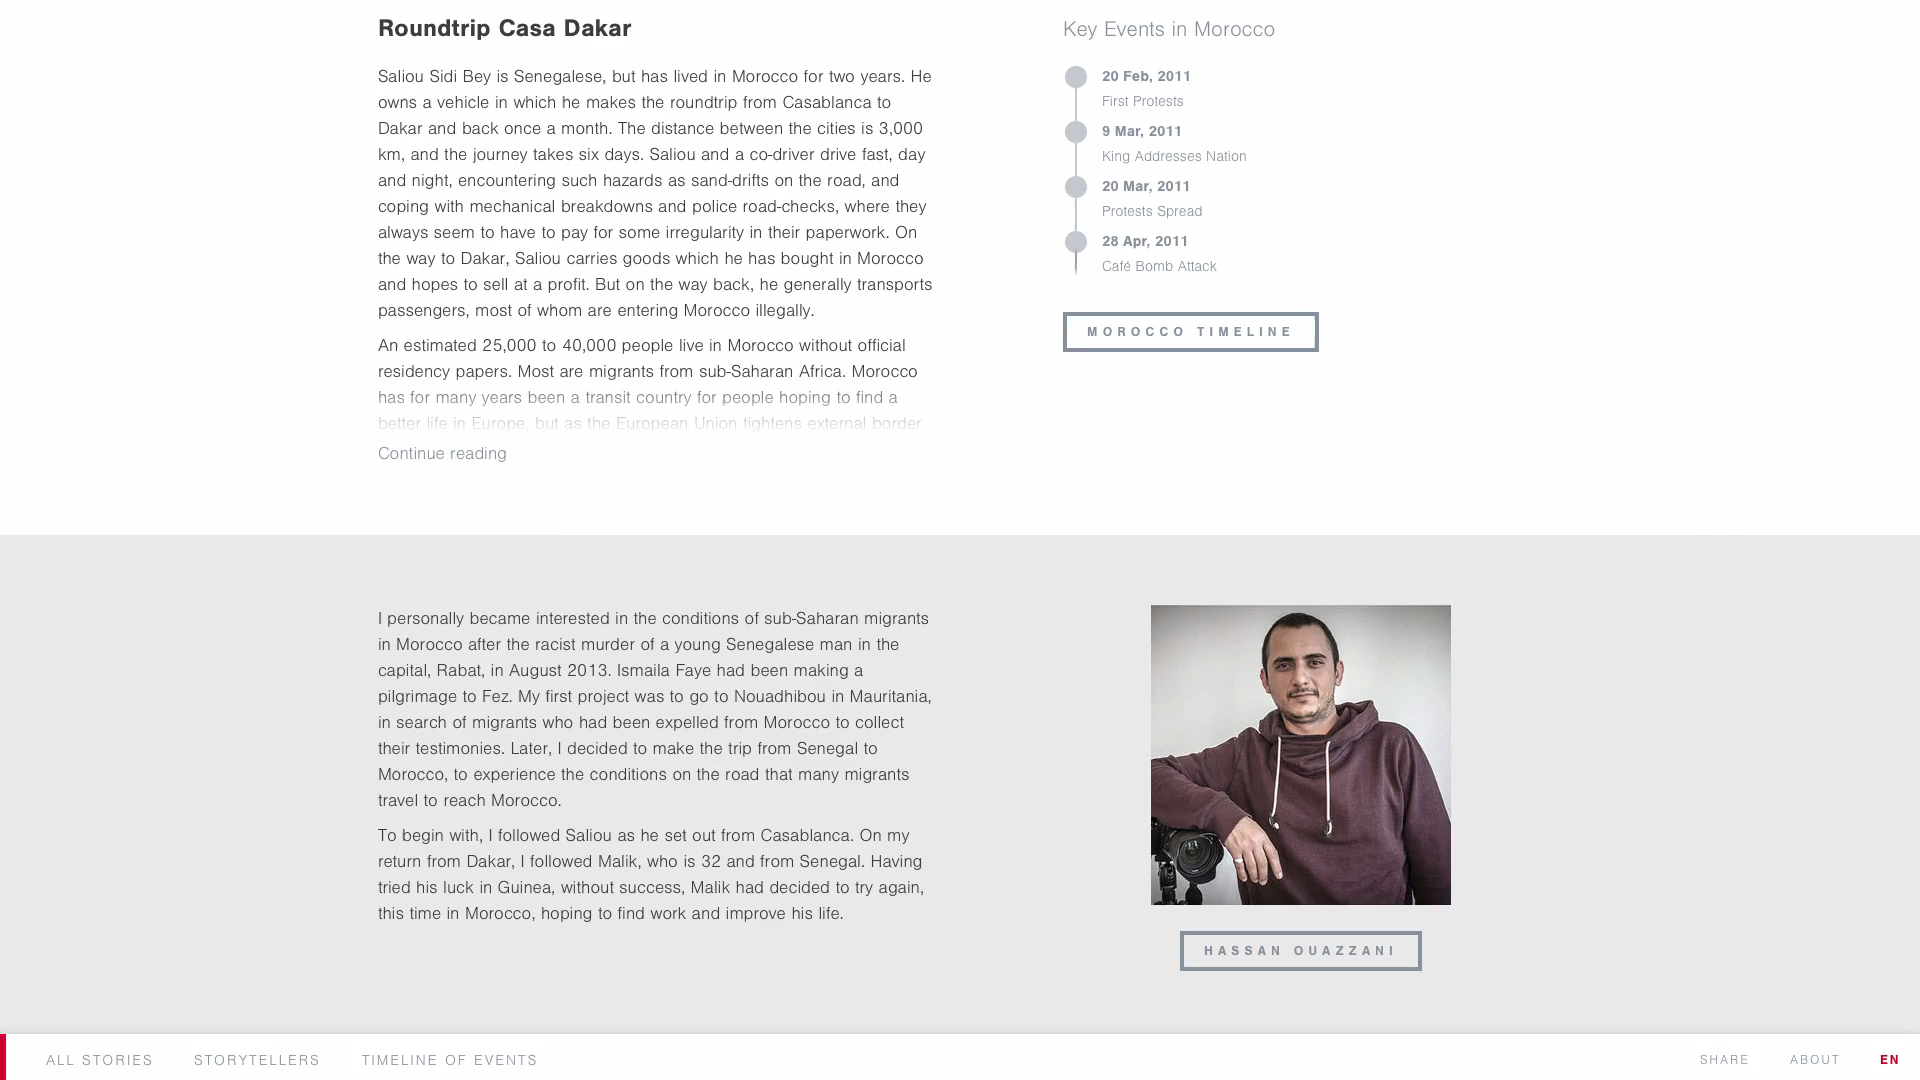 Roundtrip Casa Dakar
Saliou Sidi Bey is Senegalese, but has lived in Morocco for two years. He
owns a vehicle in which he makes the roundtrip from Casablanca to
Dakar and back once a month. The distance between the cities is 3,000
km, and the journey takes six days. Saliou and a co-driver drive fast, day
and night, encountering such hazards as sand-drifts on the road, and
coping with mechanical breakdowns and police road-checks, where they
always seem to have to pay for some irregularity in their paperwork. On
the way to Dakar, Saliou carries goods which he has bought in Morocco
and hopes to sell at a profit. But on the way back, he generally transports
passengers, most of whom are entering Morocco illegally.
An estimated 25,000 to 40,000 people live in Morocco without official
residency papers. Most are migrants from sub-Saharan Africa. Morocco
has for many years been a transit country for people hoping to find a
better life in Europe, but as the European Union tightens external border
Continue reading
Key Events in Morocco
20 Feb, 2011
First Protests
9 Mar, 2011
King Addresses Nation
20 Mar, 2011
Protests Spread
28 Apr, 2011
Café Bomb Attack
MOROCCO TIMELINE
I personally became interested in the conditions of sub-Saharan migrants
in Morocco after the racist murder of a young Senegalese man in the
capital, Rabat, in August 2013. Ismaila Faye had been making a
pilgrimage to Fez. My first project was to go to Nouadhibou in Mauritania,
in search of migrants who had been expelled from Morocco to collect
their testimonies. Later, I decided to make the trip from Senegal to
Morocco, to experience the conditions on the road that many migrants
travel to reach Morocco.
To begin with, I followed Saliou as he set out from Casablanca. On my
return from Dakar, I followed Malik, who is 32 and from Senegal. Having
tried his luck in Guinea, without success, Malik had decided to try again,
this time in Morocco, hoping to find work and improve his life.
HASSAN OUAZZANI
ALL STORIES STORYTELLERS TIMELINE OF EVENTS SHARE ABOUT EN